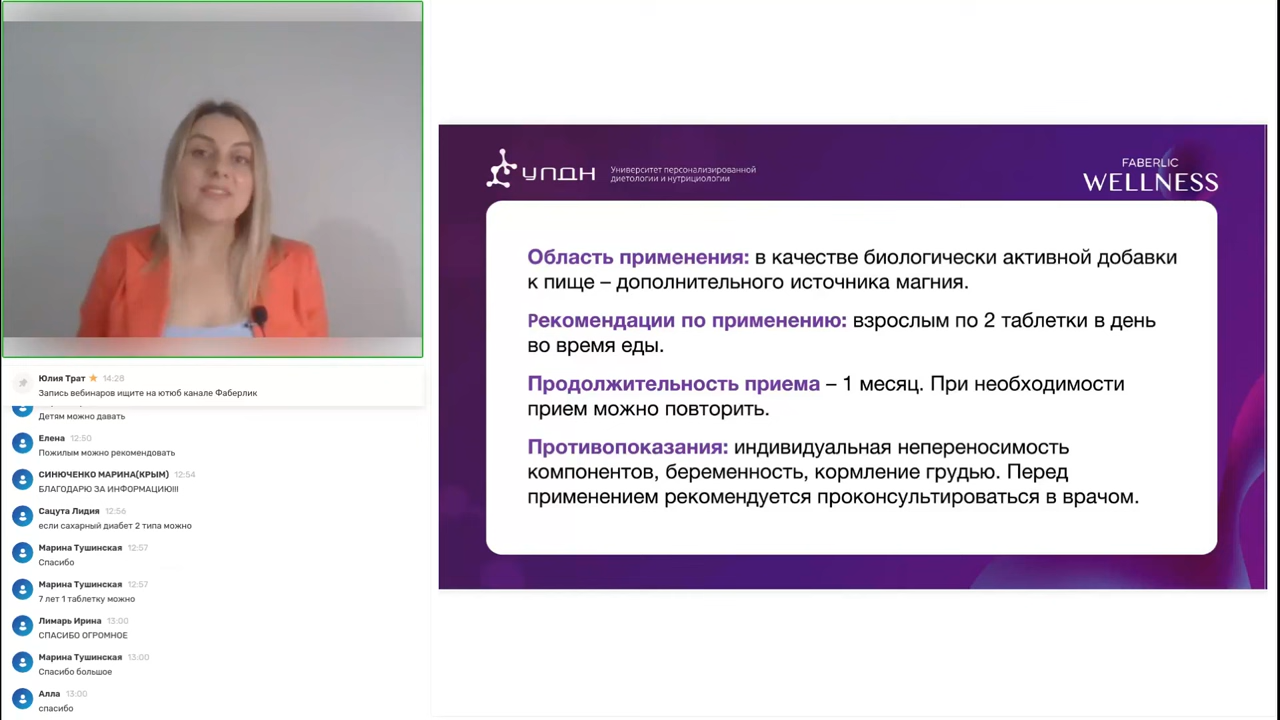 Юлия Трат 14:28
Запись вебинаров ищите на ютюб канале Фаберлик
Детям можно давать
Елена 12:50
Пожилым можно рекомендовать
СИНЮЧЕНКО МАРИНА(КРЫМ) 12:54
БЛАГОДАРЮ ЗА ИНФОРМАЦИЮ!!!
Сацута Лидия 12:56
если сахарный диабет 2 типа можно
Марина Тушинская 12:57
Спасибо
Марина Тушинская 12:57
7 лет 1 таблетку можно
Лимарь Ирина 13:00
СПАСИБО ОГРОМНОЕ
Марина Тушинская 13:00
Спасибо большое
Алла 13:00
спасибо
УПДН
Университет персонализированной
диетологии и нутрициологии
FABERLIC
WELLNESS
Область применения: в качестве биологически активной добавки
к пище – дополнительного источника магния.
Рекомендации по применению: взрослым по 2 таблетки в день
во время еды.
Продолжительность приема – 1 месяц. При необходимости
прием можно повторить.
Противопоказания: индивидуальная непереносимость
компонентов, беременность, кормление грудью. Перед
применением рекомендуется проконсультироваться в врачом.